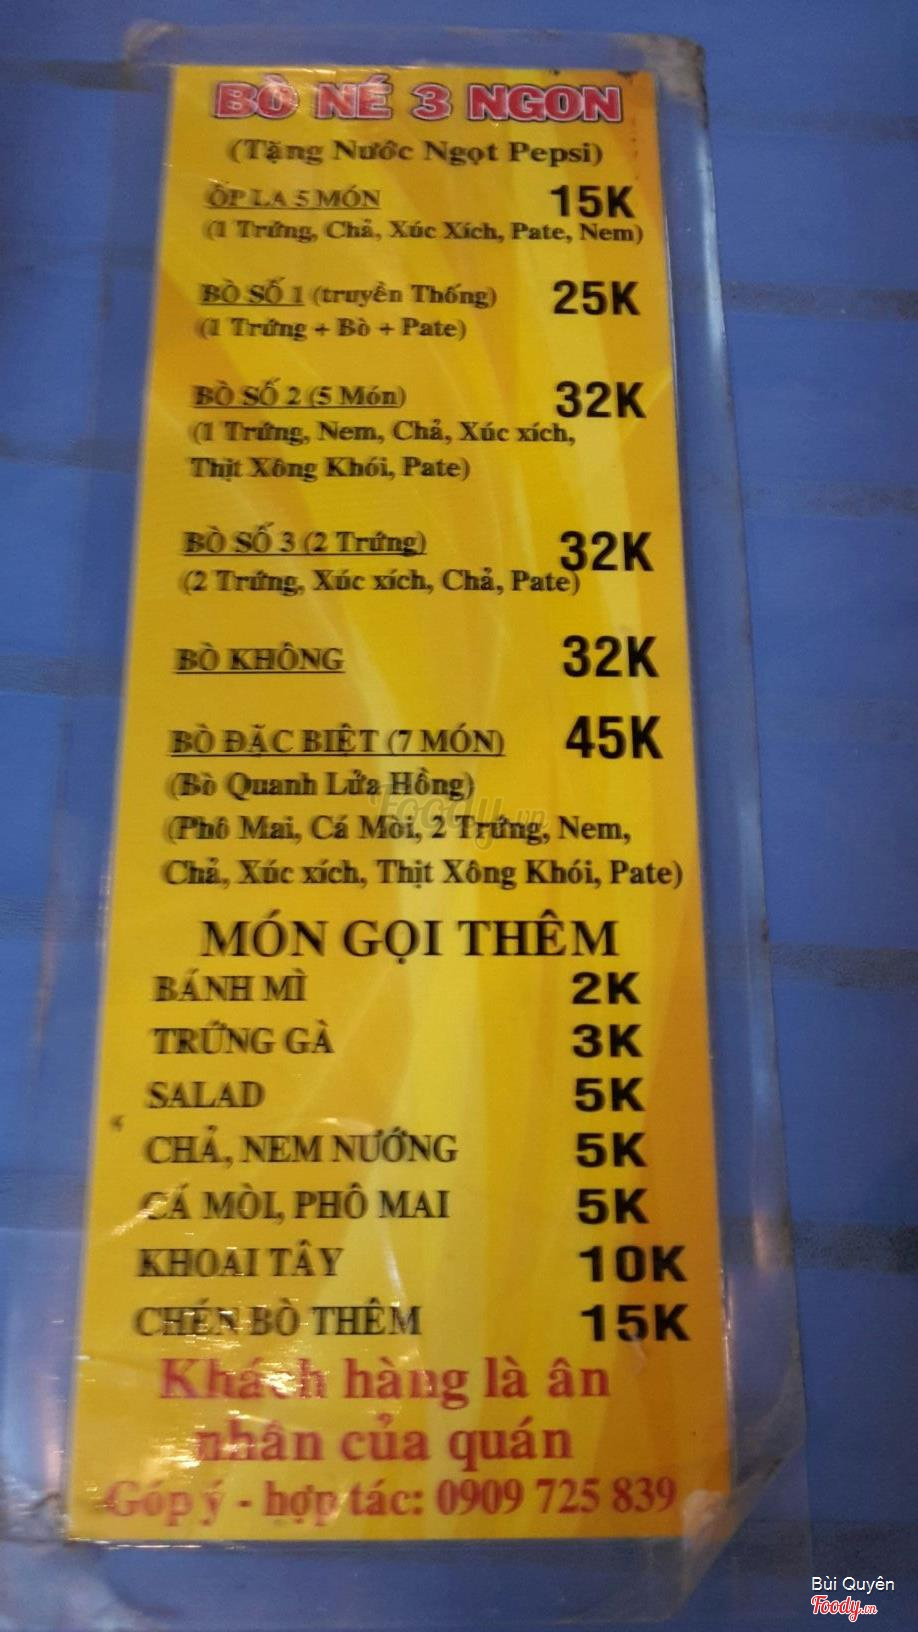 BÒ NÉ 3 NGON
(Tặng Nước Ngọt Pepsi)
ỐP LA 5 MÓN 15K
(1 Trứng, Chả, Xúc Xích, Pate, Nem)
BÒ SỐ 1 (truyền Thống) 25K
(1 Trứng + Bò + Pate)
BÒ SỐ 2 (5 Món) 32K
(1 Trứng, Nem, Chả, Xúc xích,
Thịt Xông Khói, Pate)
BÒ SỐ 3 (2 Trứng) 32K
(2 Trứng, Xúc xích, Chả, Pate)
BÒ KHÔNG 32K
BÒ ĐẶC BIỆT (7 MÓN) 45K
(Bò Quanh Lửa Hồng)
(Phô Mai, Cá Mòi, 2 Trứng, Nem,
Chả, Xúc xích, Thịt Xông Khói, Pate)
MÓN GỌI THÊM
BÁNH MÌ 2K
TRỨNG GÀ 3K
SALAD 5K
CHẢ, NEM NƯỚNG 5K
CÁ MÒI, PHÔ MAI 5K
KHOAI TÂY 10K
CHÉN BÒ THÊM 15K
Khách hàng là ân
nhân của quán
Góp ý - hợp tác: 0909 725 839
Foody.vn
Bùi Quyên
Foody.vn